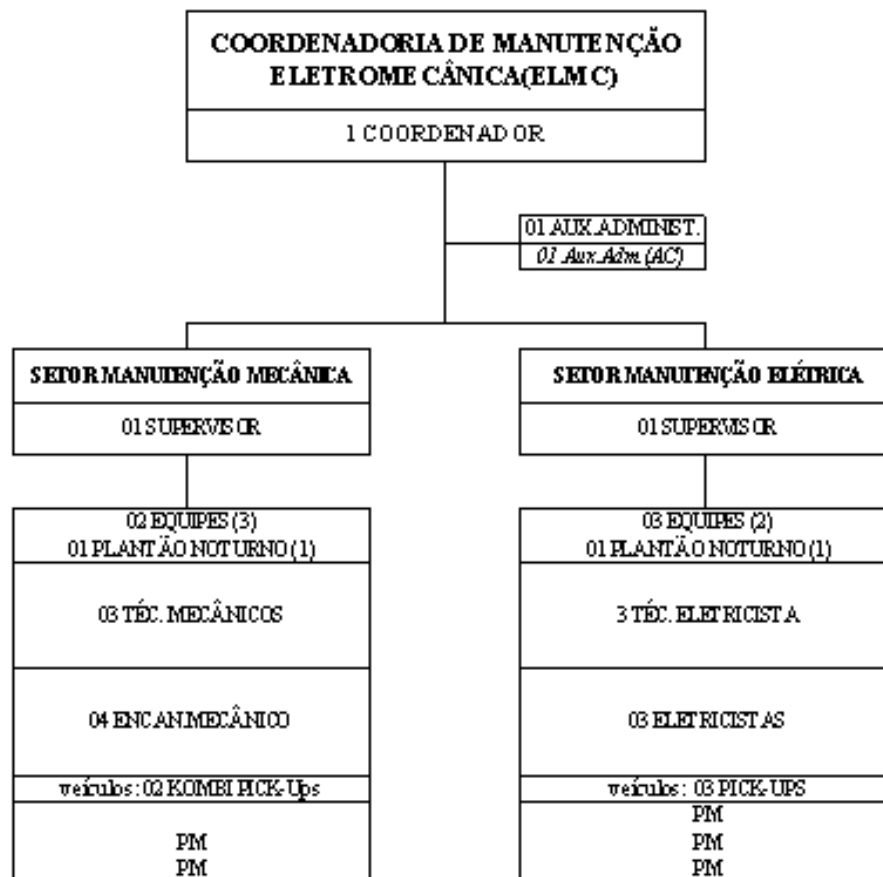 COORDENADORIA DE MANUTENÇÃO
ELETROMECÂNICA(ELMC)
1 COORDENADOR
01 AUX.ADMINIST.
01 Aux.Adm.(AC)
SETOR MANUTENÇÃO MECÂNICA
01 SUPERVISOR
02 EQUIPES (3)
01 PLANTÃO NOTURNO (1)
03 TÉC. MECÂNICOS
04 ENCAN.MECÂNICO
veículos: 02 KOMBI PICK-Ups
PM
PM
SETOR MANUTENÇÃO ELÉTRICA
01 SUPERVISOR
03 EQUIPES (2)
01 PLANTÃO NOTURNO (1)
3 TÉC. ELETRICISTA
03 ELETRICISTAS
veículos: 03 PICK-UPS
PM
PM
PM